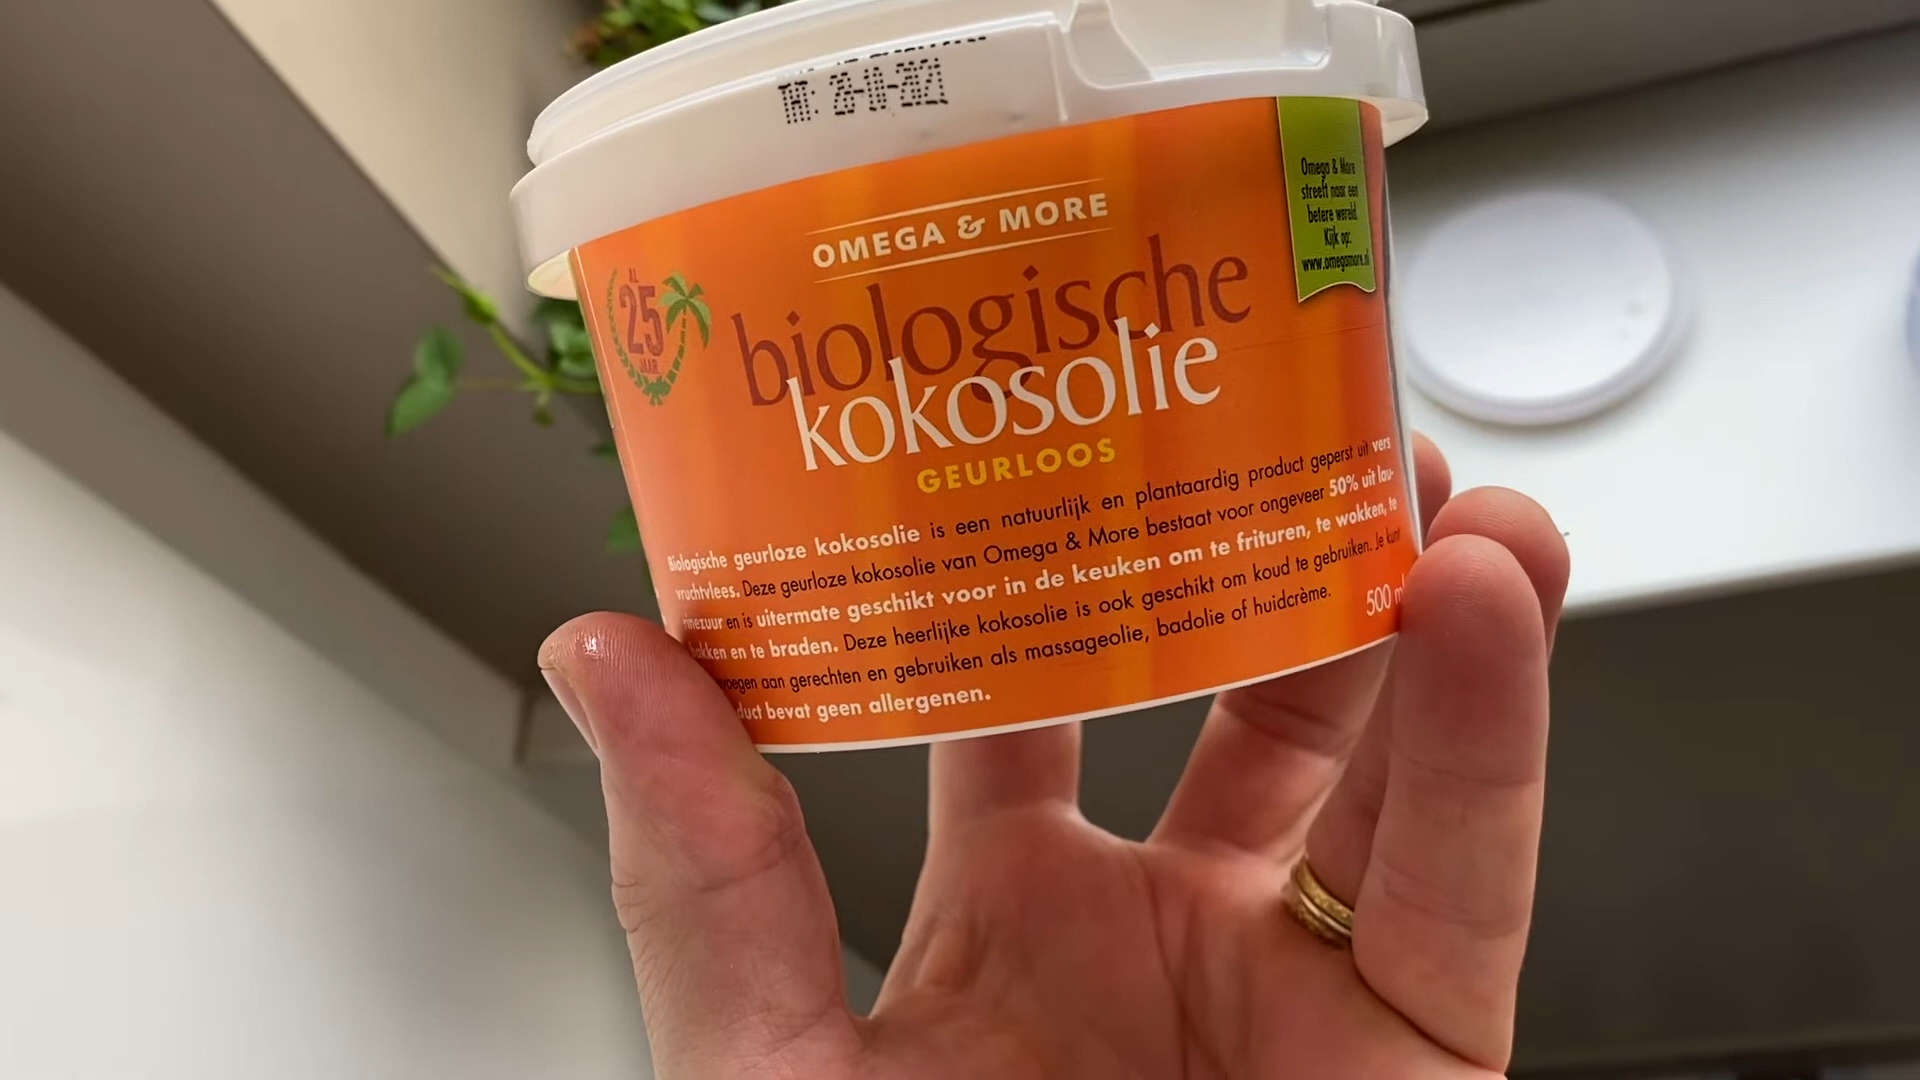 THT: 28-10-2021
OMEGA & MORE
AL
25
JAAR
biologische
kokosolie
GEURLOOS
Omega & More
streeft naar een
betere wereld.
Kijk op:
www.omegamore.nl
Biologische geurloze kokosolie is een natuurlijk en plantaardig product geperst uit vers
vruchtvlees. Deze geurloze kokosolie van Omega & More bestaat voor ongeveer 50% uit lau-
rinezuur en is uitermate geschikt voor in de keuken om te frituren, te wokken, te
bakken en te braden. Deze heerlijke kokosolie is ook geschikt om koud te gebruiken. Je kunt
aan gerechten en gebruiken als massageolie, badolie of huidcrème.
bevat geen allergenen.
500 ml